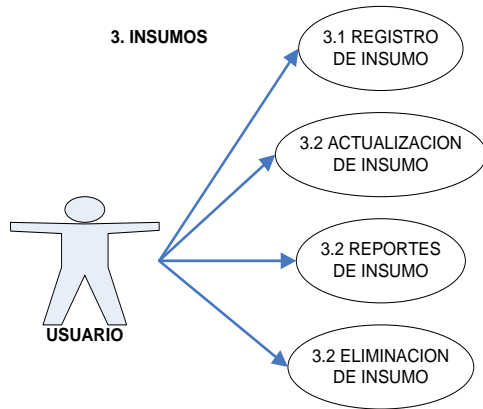 3. INSUMOS
3.1 REGISTRO
DE INSUMO
3.2 ACTUALIZACION
DE INSUMO
3.2 REPORTES
DE INSUMO
3.2 ELIMINACION
DE INSUMO
USUARIO